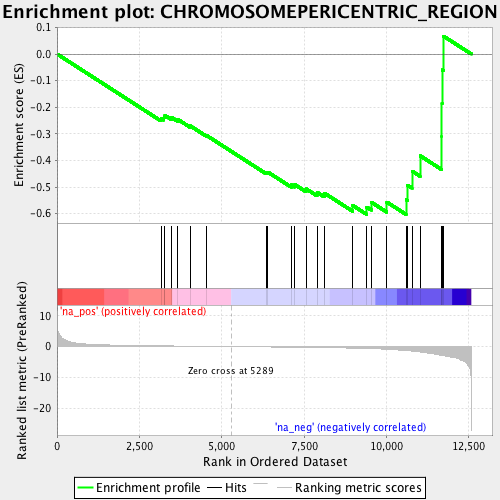 Enrichment plot: CHROMOSOMEPERICENTRIC_REGION
Enrichment score (ES)
0.1
0.0
-0.1
-0.2
-0.3
-0.4
-0.5
-0.6
'na_pos' (positively correlated)
Ranked list metric (PreRanked)
10
0
-10
-20
Zero cross at 5289
'na_neg' (negatively correlated)
0 2,500 5,000 7,500 10,000 12,500
Rank in Ordered Dataset
Enrichment profile Hits Ranking metric scores